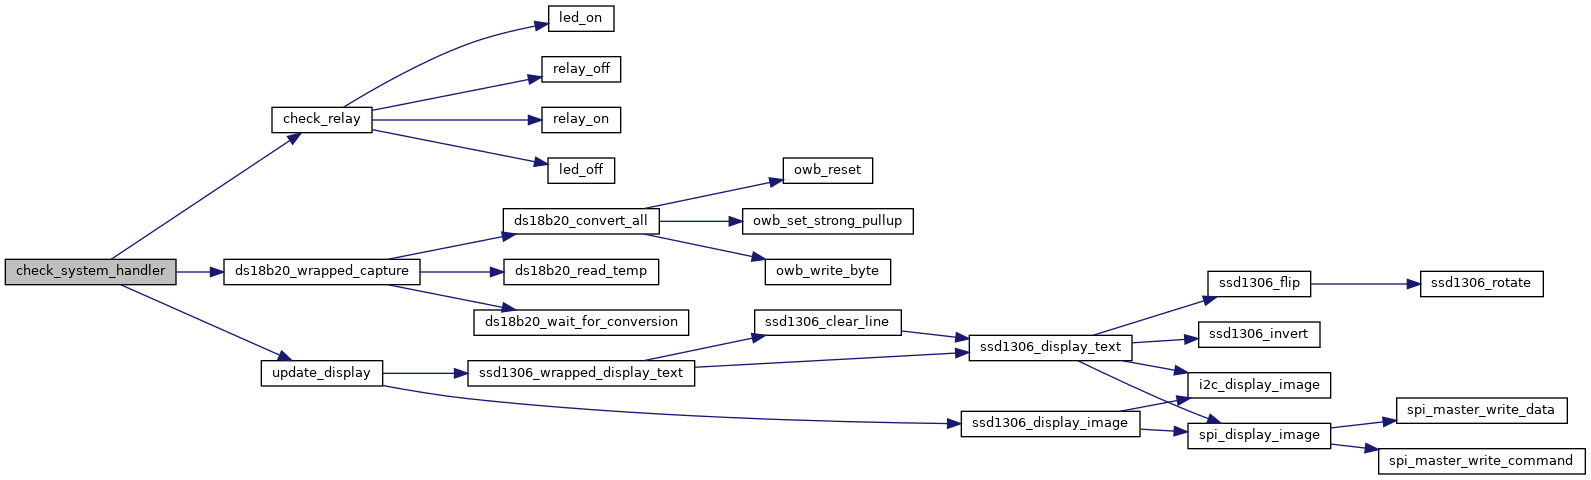 led_on
relay_off
check_relay
relay_on
led_off
owb_reset
ds18b20_convert_all
owb_set_strong_pullup
check_system_handler
ds18b20_wrapped_capture
ds18b20_read_temp
owb_write_byte
ssd1306_flip
ssd1306_rotate
ds18b20_wait_for_conversion
ssd1306_clear_line
ssd1306_invert
ssd1306_display_text
update_display
ssd1306_wrapped_display_text
i2c_display_image
spi_master_write_data
ssd1306_display_image
spi_display_image
spi_master_write_command